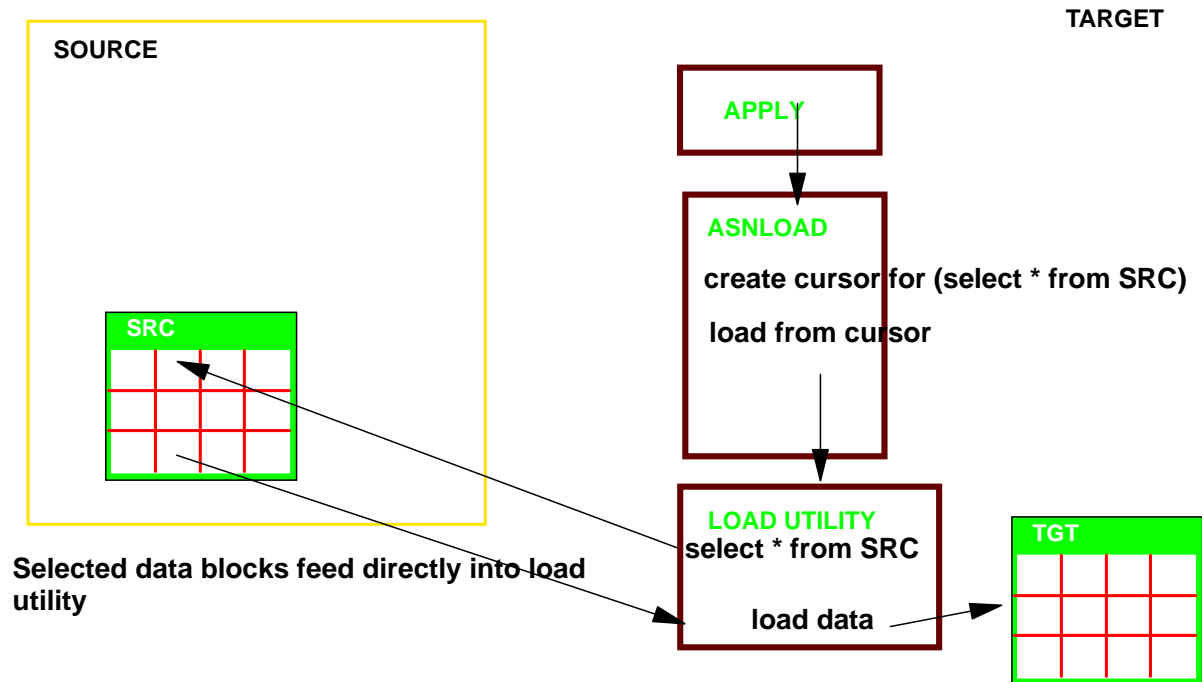 TARGET
SOURCE
APPLY
ASNLOAD
create cursor for (select * from SRC)
load from cursor
SRC
LOAD UTILITY
select * from SRC
load data
TGT
Selected data blocks feed directly into load
utility